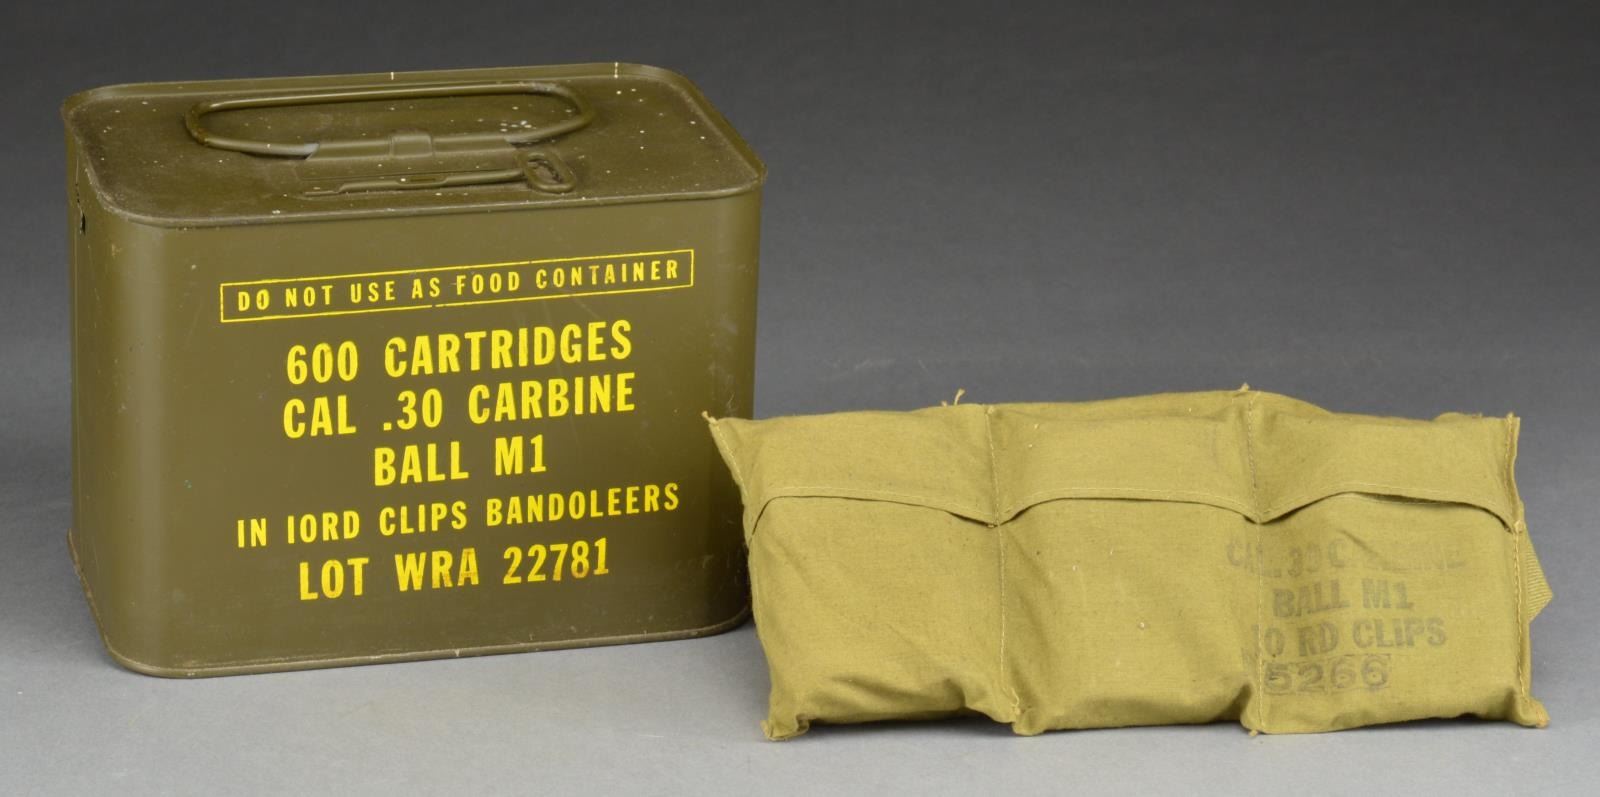 DO NOT USE AS FOOD CONTAINER
600 CARTRIDGES
CAL .30 CARBINE
BALL M1
IN 10RD CLIPS BANDOLEERS
LOT WRA 22781
CAL .30
BALL M1
10 RD CLIPS
5266